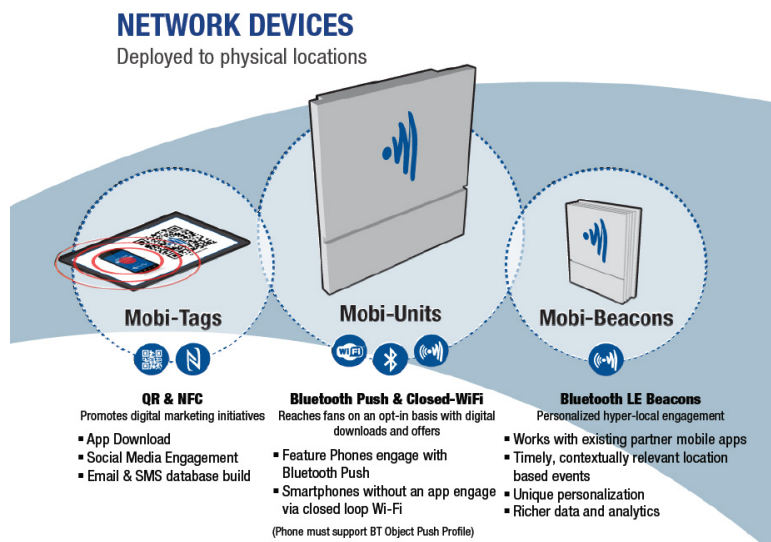 NETWORK DEVICES
Deployed to physical locations
Mobi-Tags
Mobi-Units
Mobi-Beacons
WiFi
QR & NFC
Promotes digital marketing initiatives
▪ App Download
▪ Social Media Engagement
▪ Email & SMS database build
Bluetooth Push & Closed-WiFi
Reaches fans on an opt-in basis with digital
downloads and offers
▪ Feature Phones engage with
Bluetooth Push
▪ Smartphones without an app engage
via closed loop Wi-Fi
(Phone must support BT Object Push Profile)
Bluetooth LE Beacons
Personalized hyper-local engagement
▪ Works with existing partner mobile apps
▪ Timely, contextually relevant location
based events
▪ Unique personalization
▪ Richer data and analytics